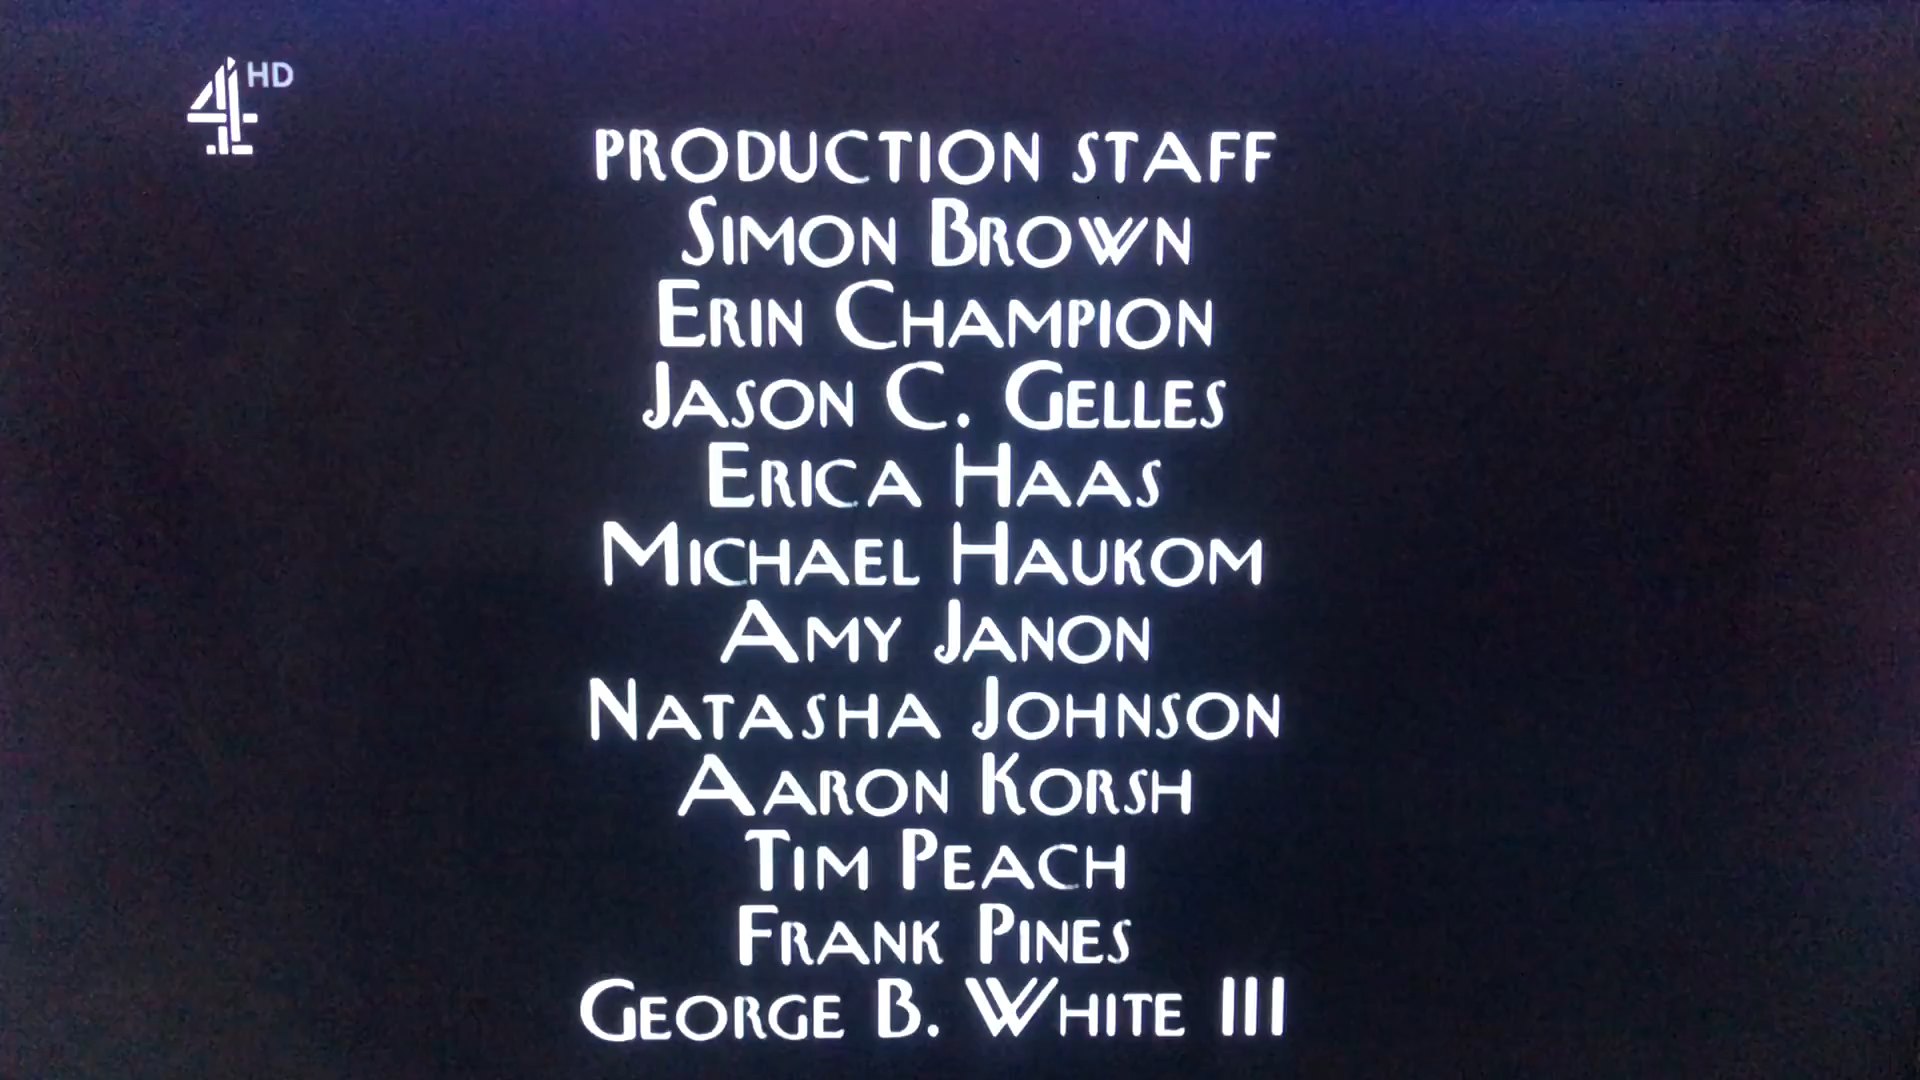 4 HD
PRODUCTION STAFF
SIMON BROWN
ERIN CHAMPION
JASON C. GELLES
ERICA HAAS
MICHAEL HAUKOM
AMY JANON
NATASHA JOHNSON
AARON KORSH
TIM PEACH
FRANK PINES
GEORGE B. WHITE III